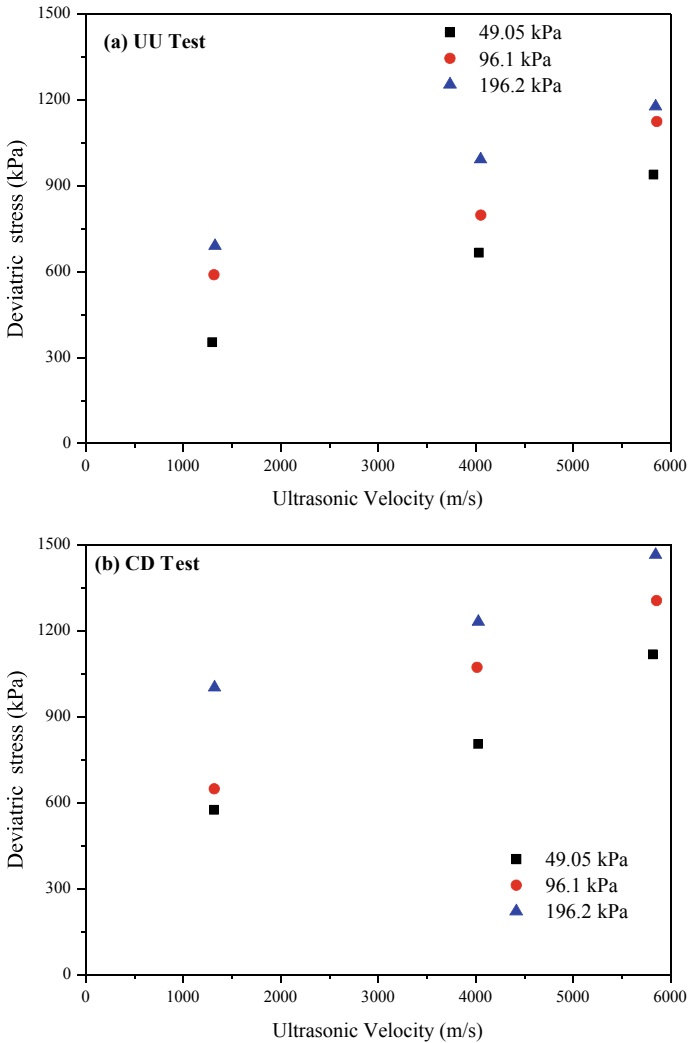 1500
(a) UU Test
49.05 kPa
96.1 kPa
196.2 kPa
1200
900
600
300
0
Deviatric stress (kPa)
0 1000 2000 3000 4000 5000 6000
Ultrasonic Velocity (m/s)
1500
(b) CD Test
1200
900
600
300
0
Deviatric stress (kPa)
49.05 kPa
96.1 kPa
196.2 kPa
0 1000 2000 3000 4000 5000 6000
Ultrasonic Velocity (m/s)